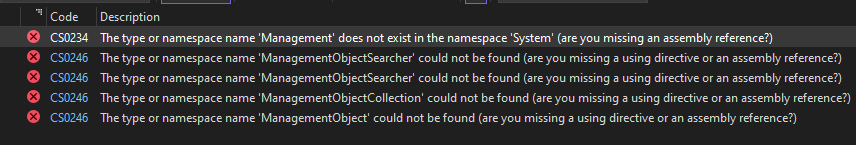 Code Description
CS0234 The type or namespace name 'Management' does not exist in the namespace 'System' (are you missing an assembly reference?)
CS0246 The type or namespace name 'ManagementObjectSearcher' could not be found (are you missing a using directive or an assembly reference?)
CS0246 The type or namespace name 'ManagementObjectSearcher' could not be found (are you missing a using directive or an assembly reference?)
CS0246 The type or namespace name 'ManagementObjectCollection' could not be found (are you missing a using directive or an assembly reference?)
CS0246 The type or namespace name 'ManagementObject' could not be found (are you missing a using directive or an assembly reference?)